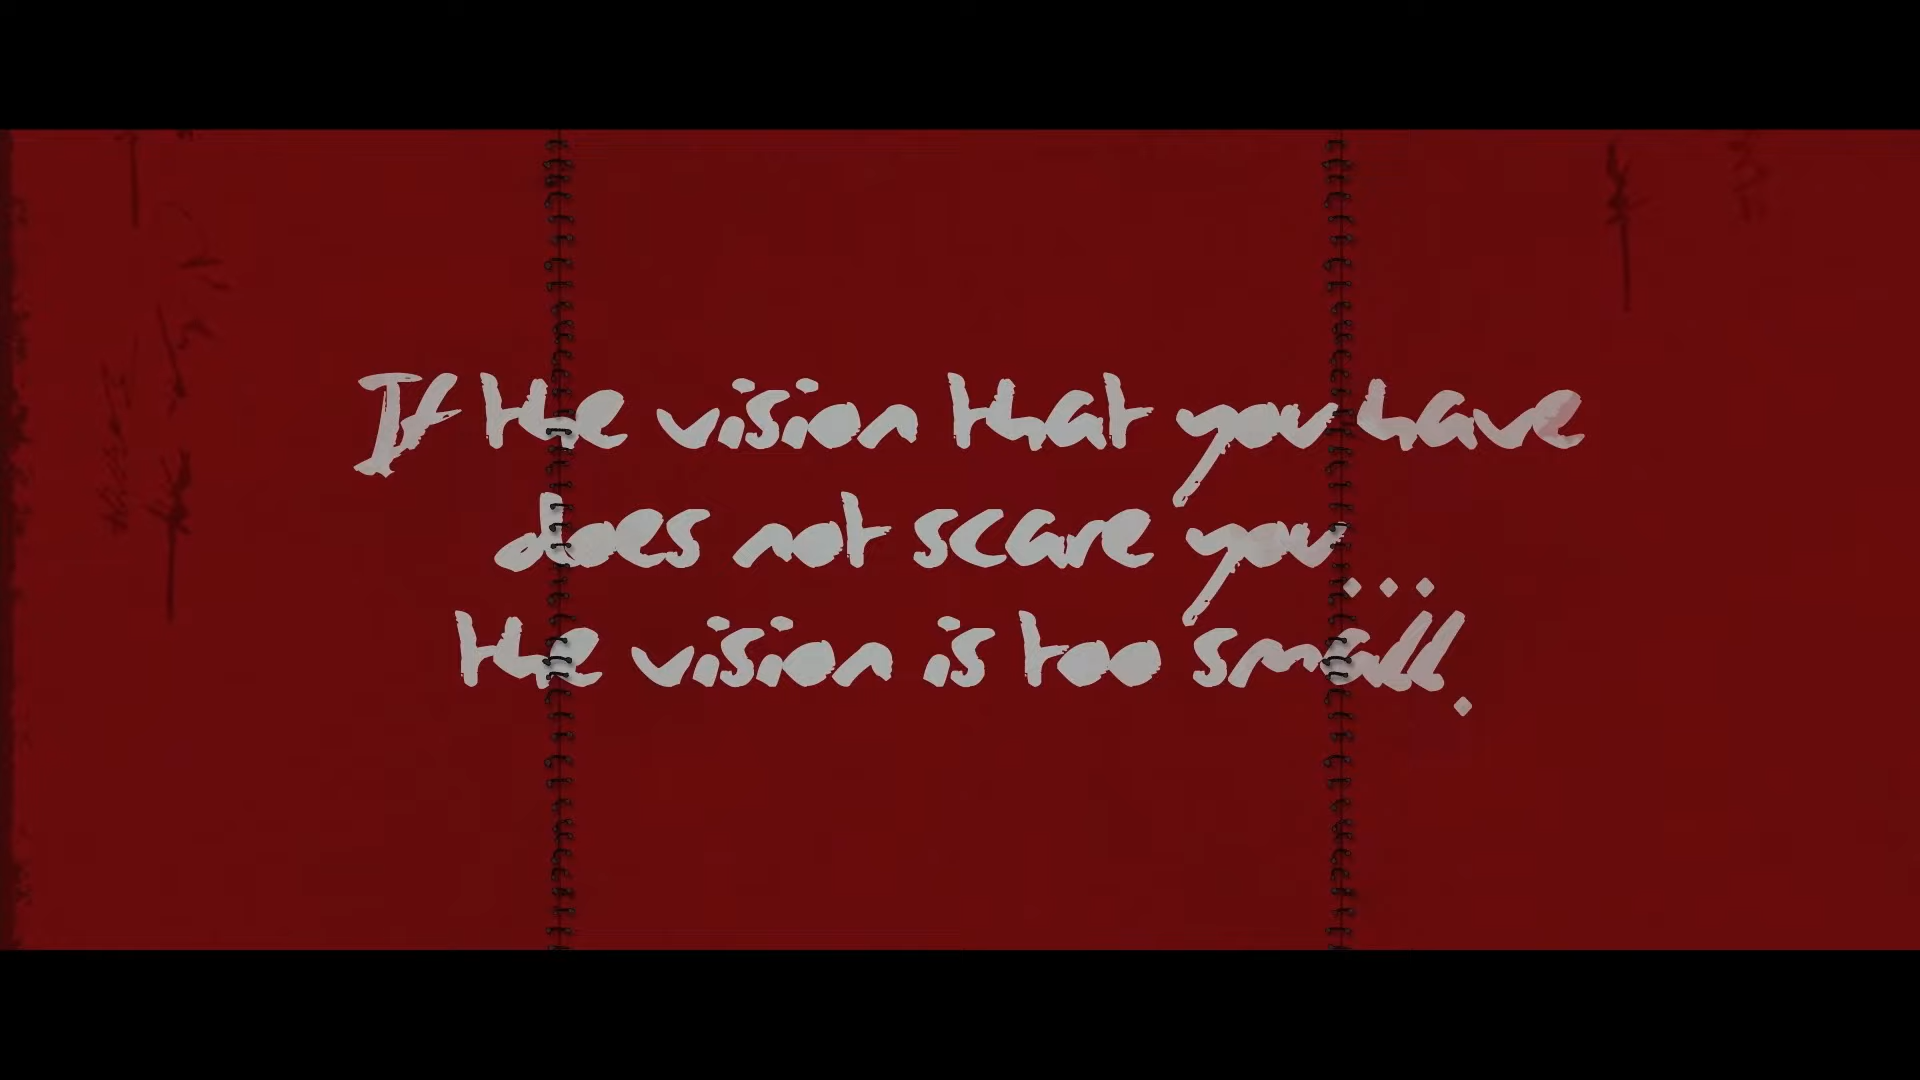 If the vision that you have
does not scare you...
the vision is too small.